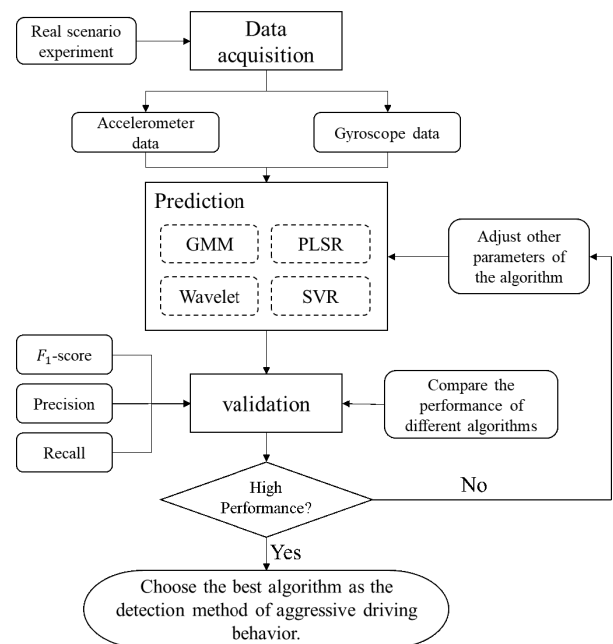 Real scenario
experiment
Data
acquisition
Accelerometer
data
Gyroscope data
Prediction
GMM
PLSR
Wavelet
SVR
Adjust other
parameters of
the algorithm
F₁-score
Precision
Recall
validation
Compare the
performance of
different algorithms
High
Performance?
No
Yes
Choose the best algorithm as the
detection method of aggressive driving
behavior.